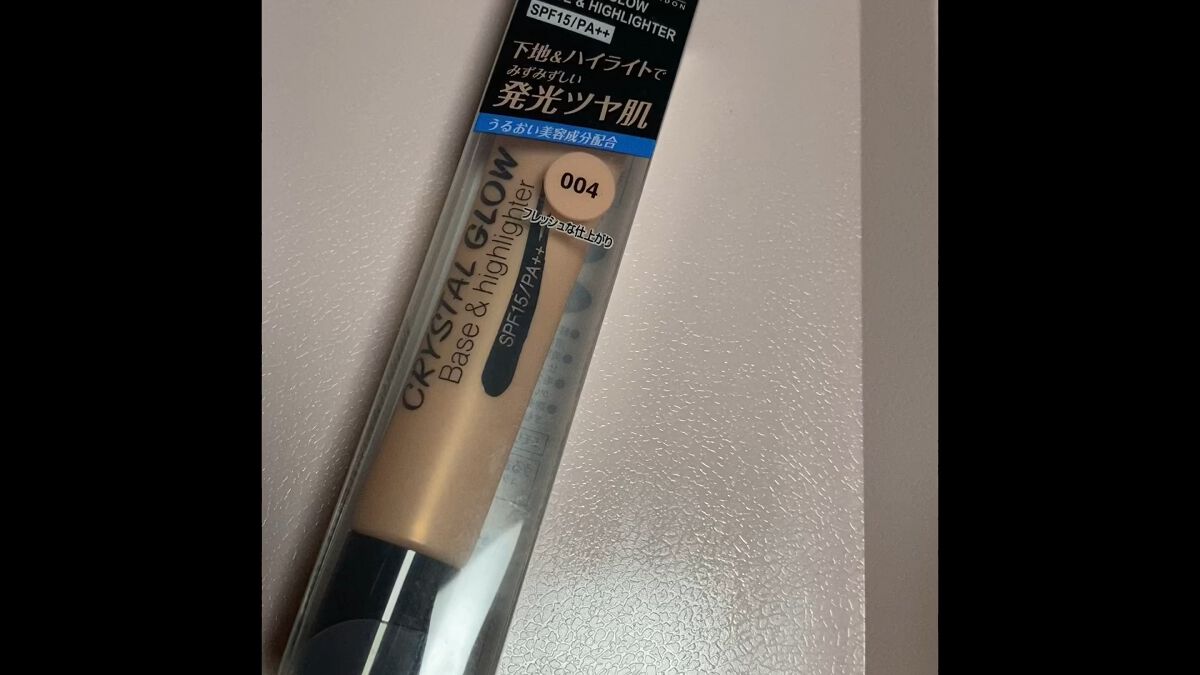 GLOW
& HIGHLIGHTER
SPF15/PA++
下地&ハイライトで
みずみずしい
発光ツヤ肌
うるおい美容成分配合
004
フレッシュな仕上がり
CRYSTAL GLOW
Base & highlighter
SPF15/PA++